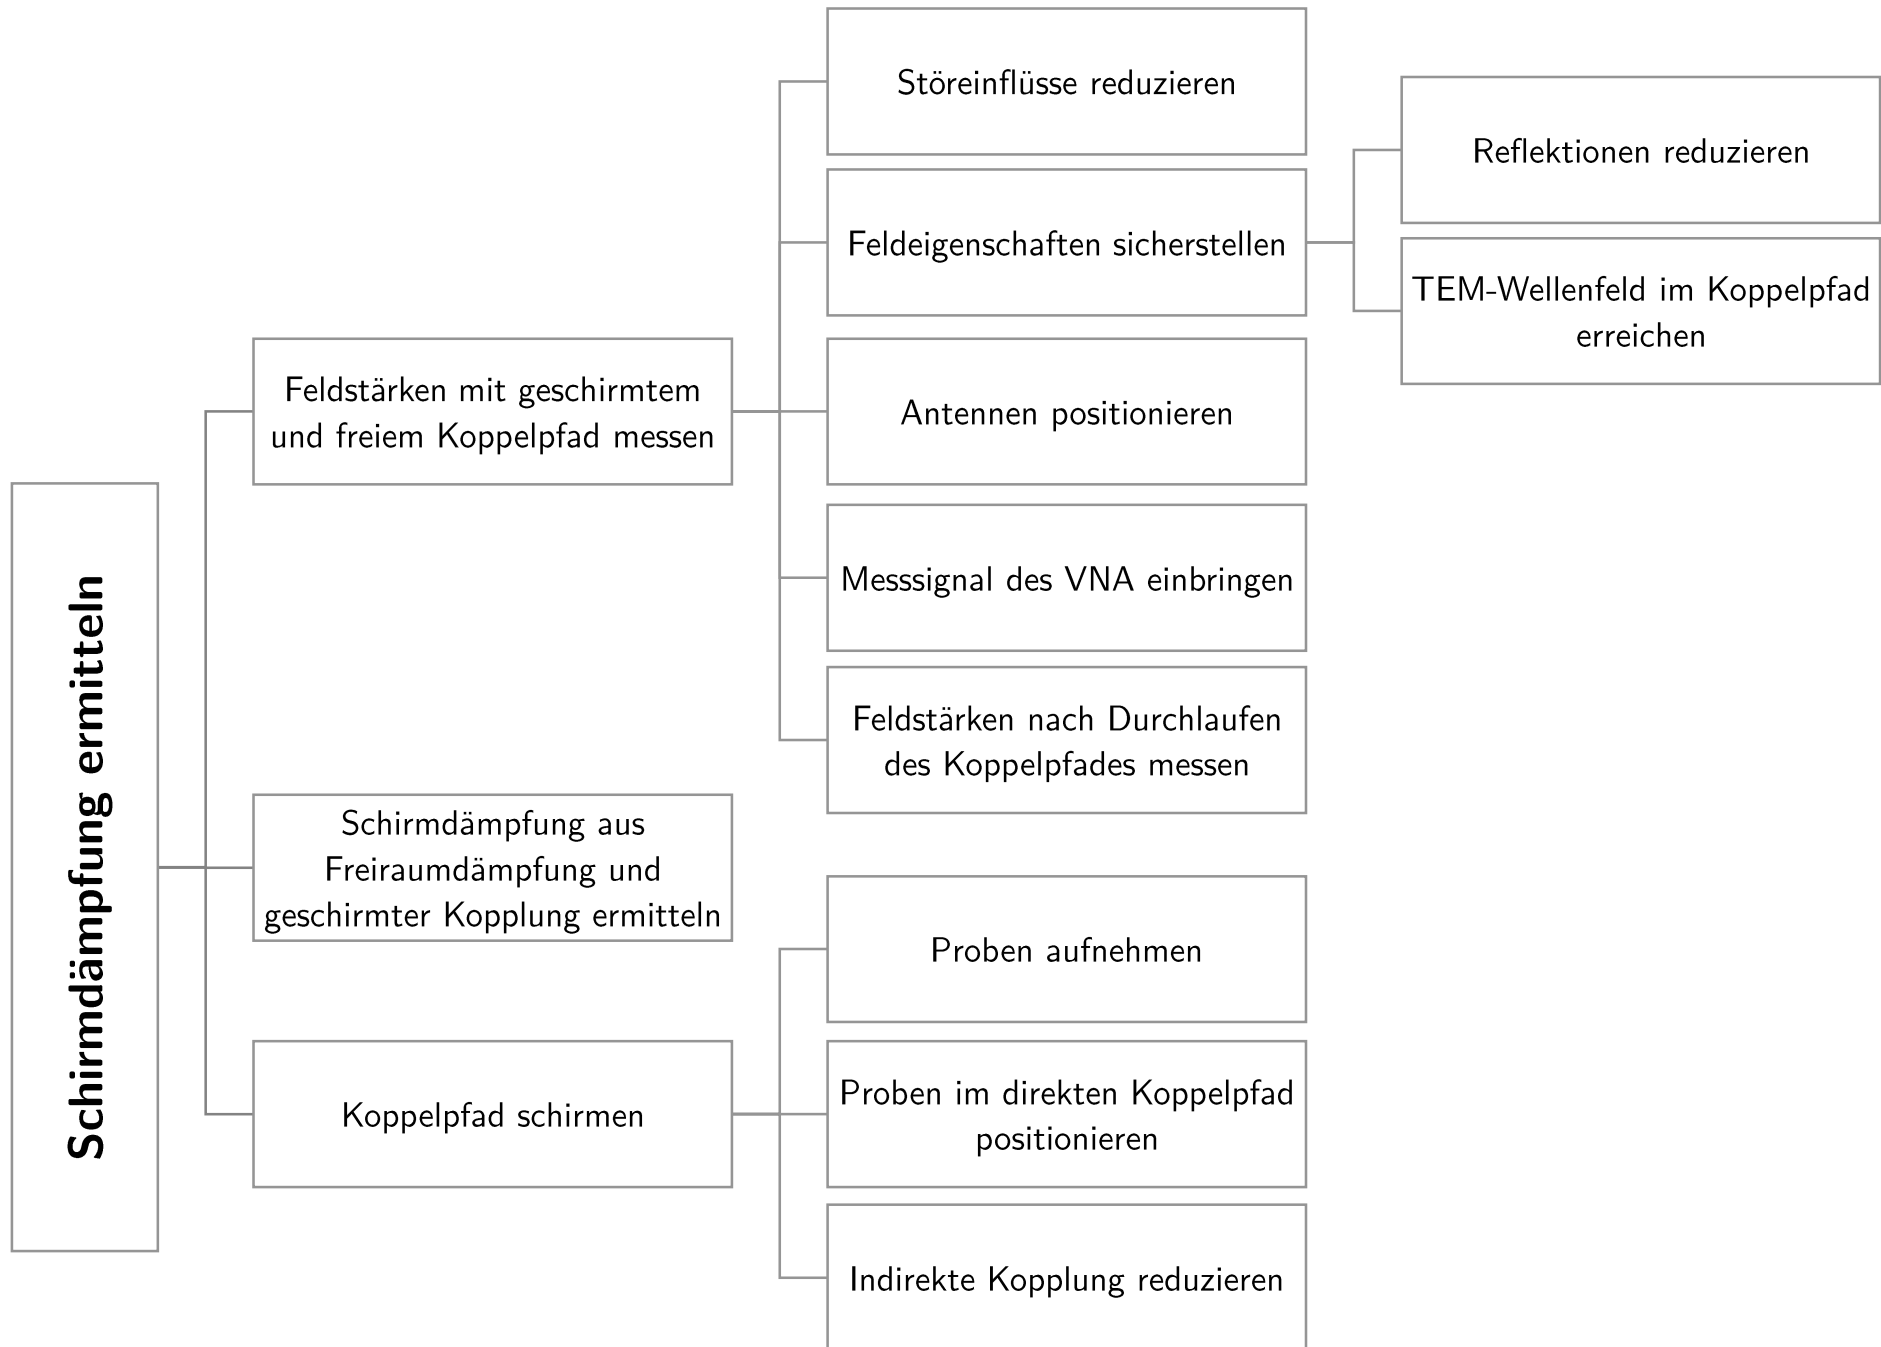 Schirmdämpfung ermitteln
Feldstärken mit geschirmtem
und freiem Koppelpfad messen
Störeinflüsse reduzieren
Feldeigenschaften sicherstellen
Reflektionen reduzieren
TEM-Wellenfeld im Koppelpfad
erreichen
Antennen positionieren
Messsignal des VNA einbringen
Feldstärken nach Durchlaufen
des Koppelpfades messen
Schirmdämpfung aus
Freiraumdämpfung und
geschirmter Kopplung ermitteln
Koppelpfad schirmen
Proben aufnehmen
Proben im direkten Koppelpfad
positionieren
Indirekte Kopplung reduzieren